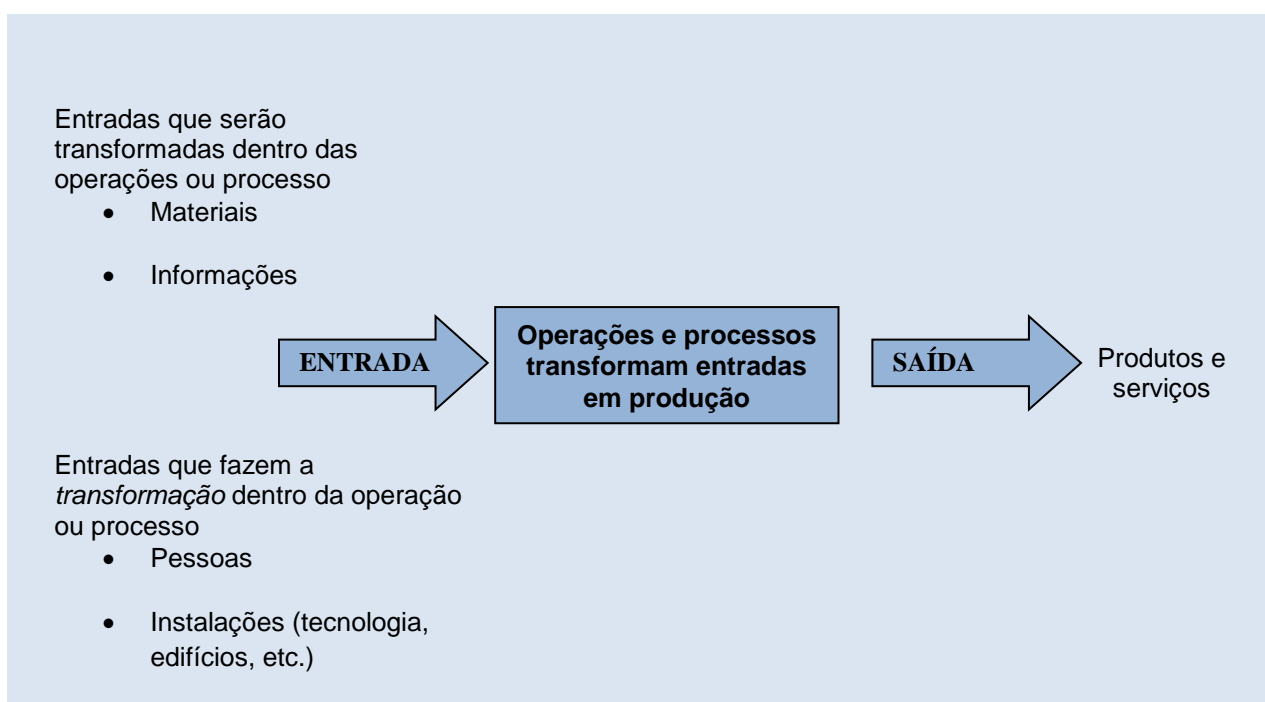 Entradas que serão
transformadas dentro das
operações ou processo
• Materiais
• Informações
ENTRADA
Operações e processos
transformam entradas
em produção
SAÍDA
Produtos e
serviços
Entradas que fazem a
transformação dentro da operação
ou processo
• Pessoas
• Instalações (tecnologia,
edifícios, etc.)